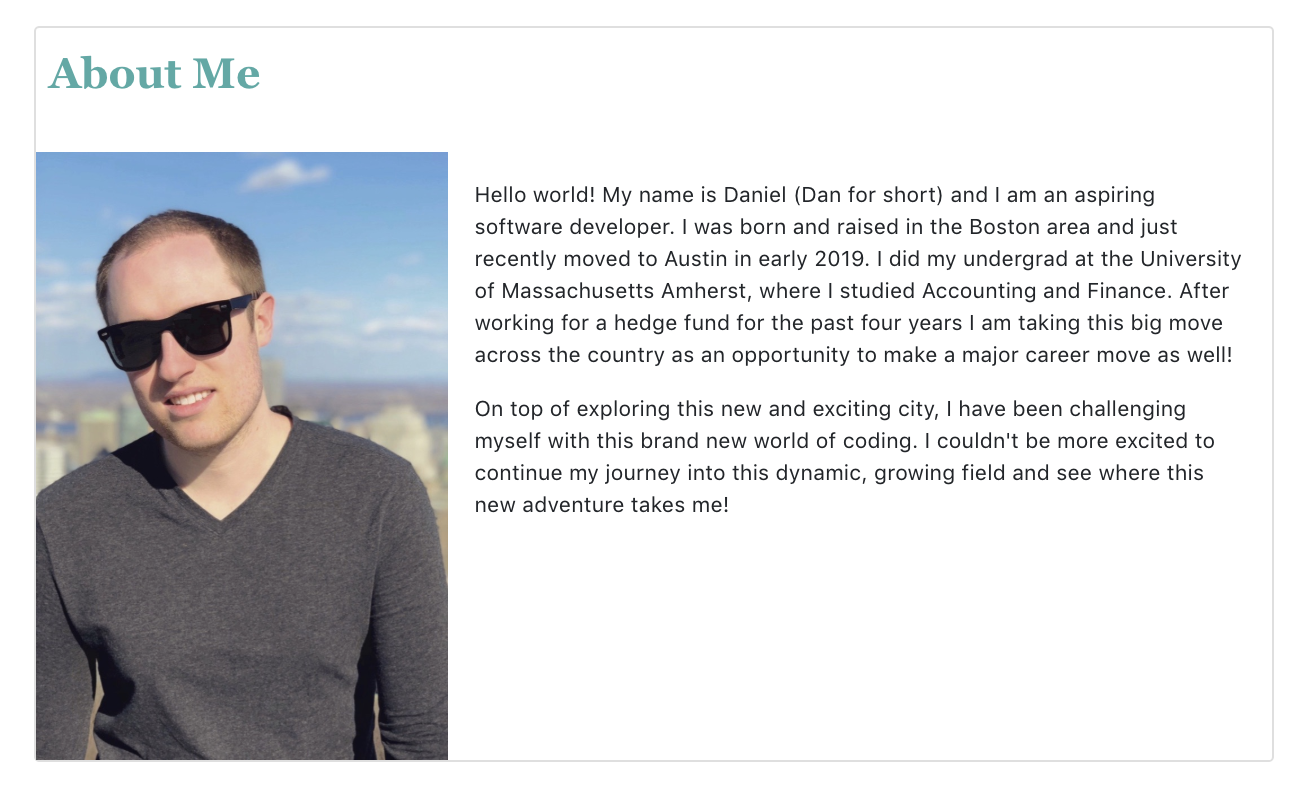 About Me
Hello world! My name is Daniel (Dan for short) and I am an aspiring
software developer. I was born and raised in the Boston area and just
recently moved to Austin in early 2019. I did my undergrad at the University
of Massachusetts Amherst, where I studied Accounting and Finance. After
working for a hedge fund for the past four years I am taking this big move
across the country as an opportunity to make a major career move as well!
On top of exploring this new and exciting city, I have been challenging
myself with this brand new world of coding. I couldn't be more excited to
continue my journey into this dynamic, growing field and see where this
new adventure takes me!